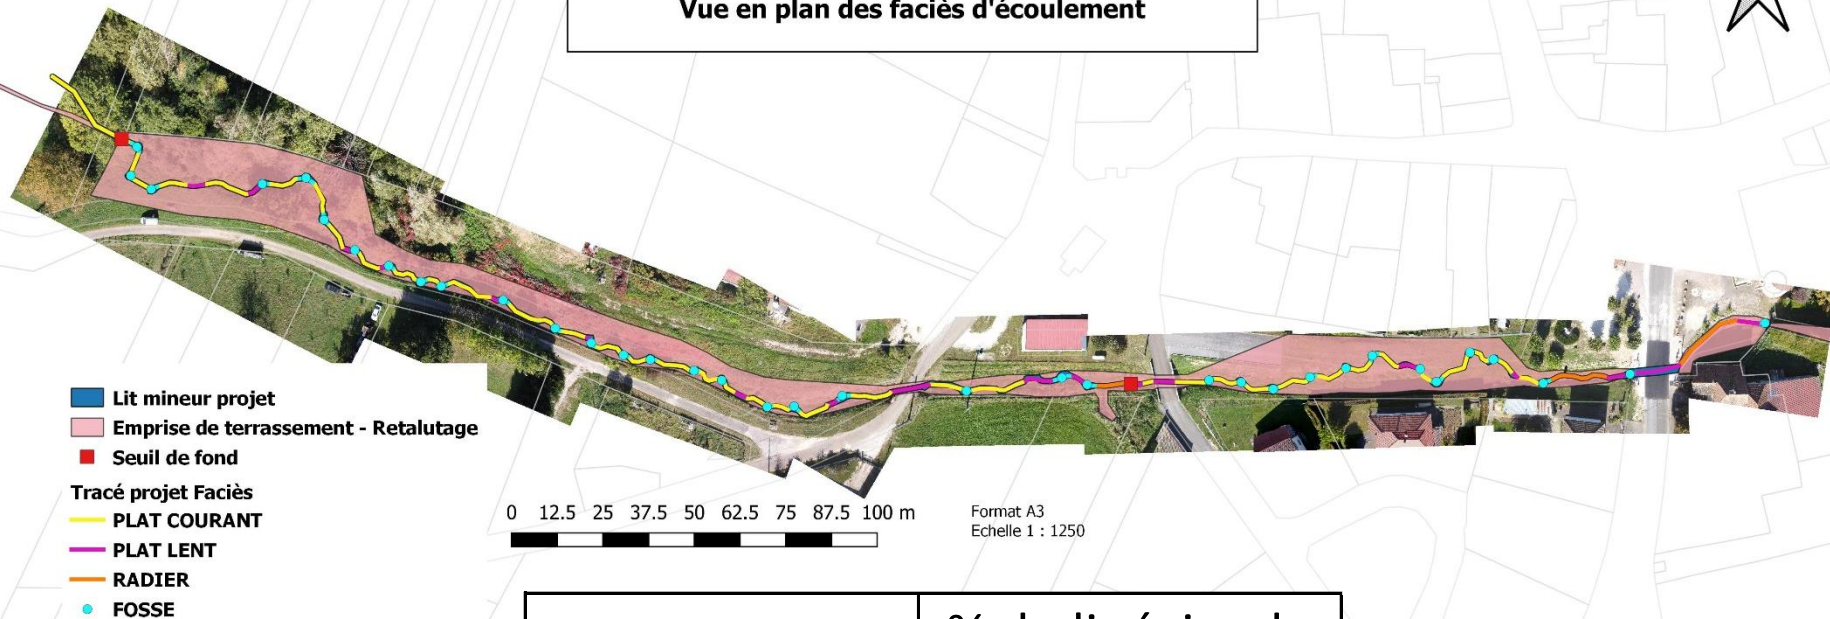 Vue en plan des faciès d'écoulement
Lit mineur projet
Emprise de terrassement - Retalutage
Seuil de fond
Tracé projet Faciès
PLAT COURANT
PLAT LENT
RADIER
FOSSE
0 12.5 25 37.5 50 62.5 75 87.5 100 m
Format A3
Echelle 1 : 1250